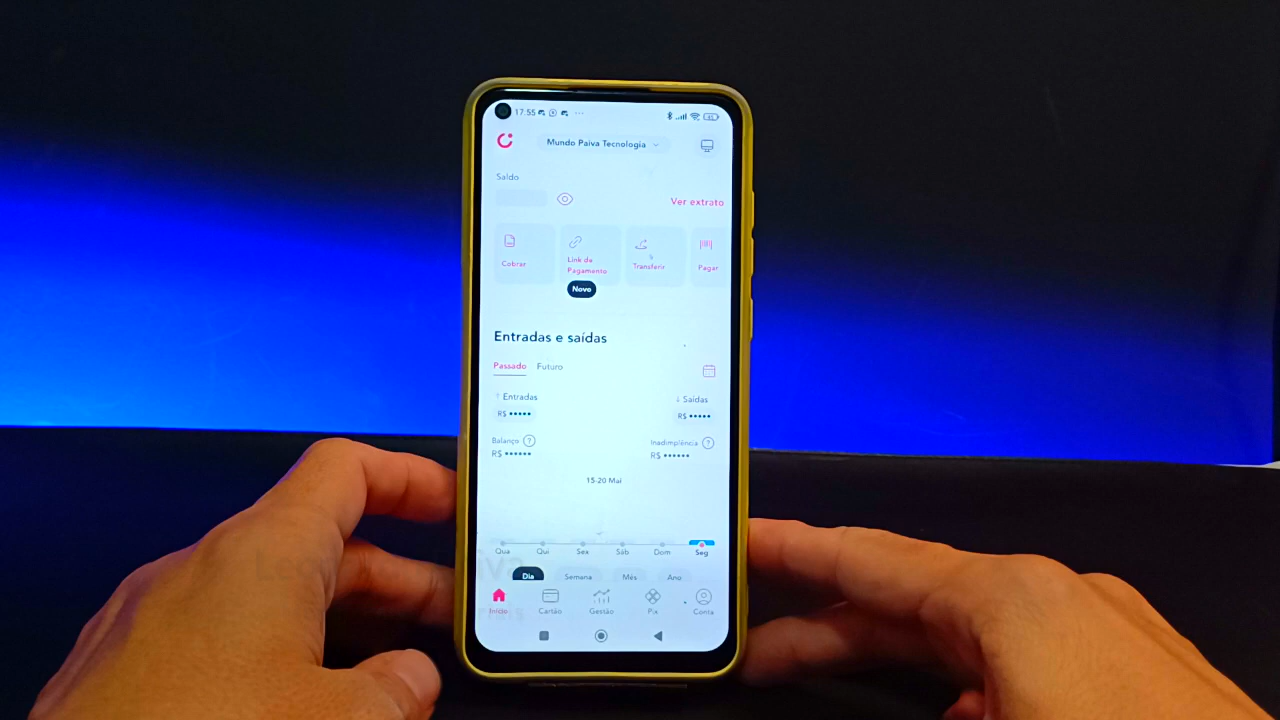 17.55
Mundo Paiva Tecnologia
Saldo
Ver extrato
Cobrar
Link de Pagamento
Transferir
Pagar
Novo
Entradas e saídas
Passado Futuro
↑ Entradas ↓ Saídas
R$ ••••• R$ •••••
Balanço ? Inadimplência ?
R$ •••••• R$ ••••••
15-20 Mai
Qua Qui Sex Sáb Dom Seg
Dia Semana Mês Ano
Início Cartão Gestão Pix Conta